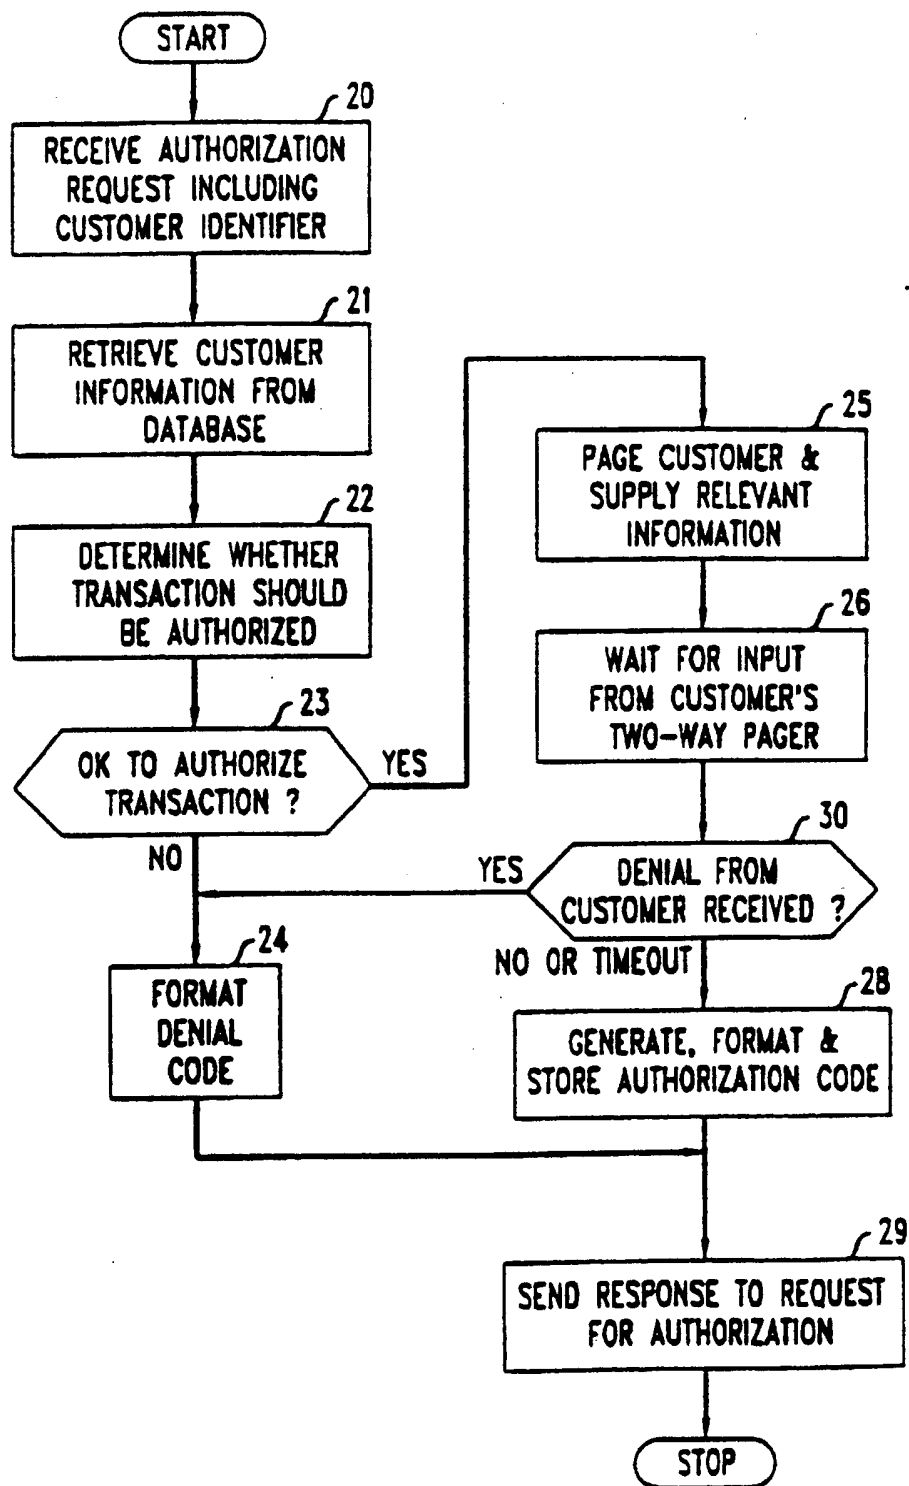 START
20
RECEIVE AUTHORIZATION
REQUEST INCLUDING
CUSTOMER IDENTIFIER
21
RETRIEVE CUSTOMER
INFORMATION FROM
DATABASE
22
DETERMINE WHETHER
TRANSACTION SHOULD
BE AUTHORIZED
23
OK TO AUTHORIZE
TRANSACTION ?
YES
NO
24
FORMAT
DENIAL
CODE
25
PAGE CUSTOMER &
SUPPLY RELEVANT
INFORMATION
26
WAIT FOR INPUT
FROM CUSTOMER'S
TWO-WAY PAGER
30
DENIAL FROM
CUSTOMER RECEIVED ?
YES
NO OR TIMEOUT
28
GENERATE, FORMAT &
STORE AUTHORIZATION CODE
29
SEND RESPONSE TO REQUEST
FOR AUTHORIZATION
STOP